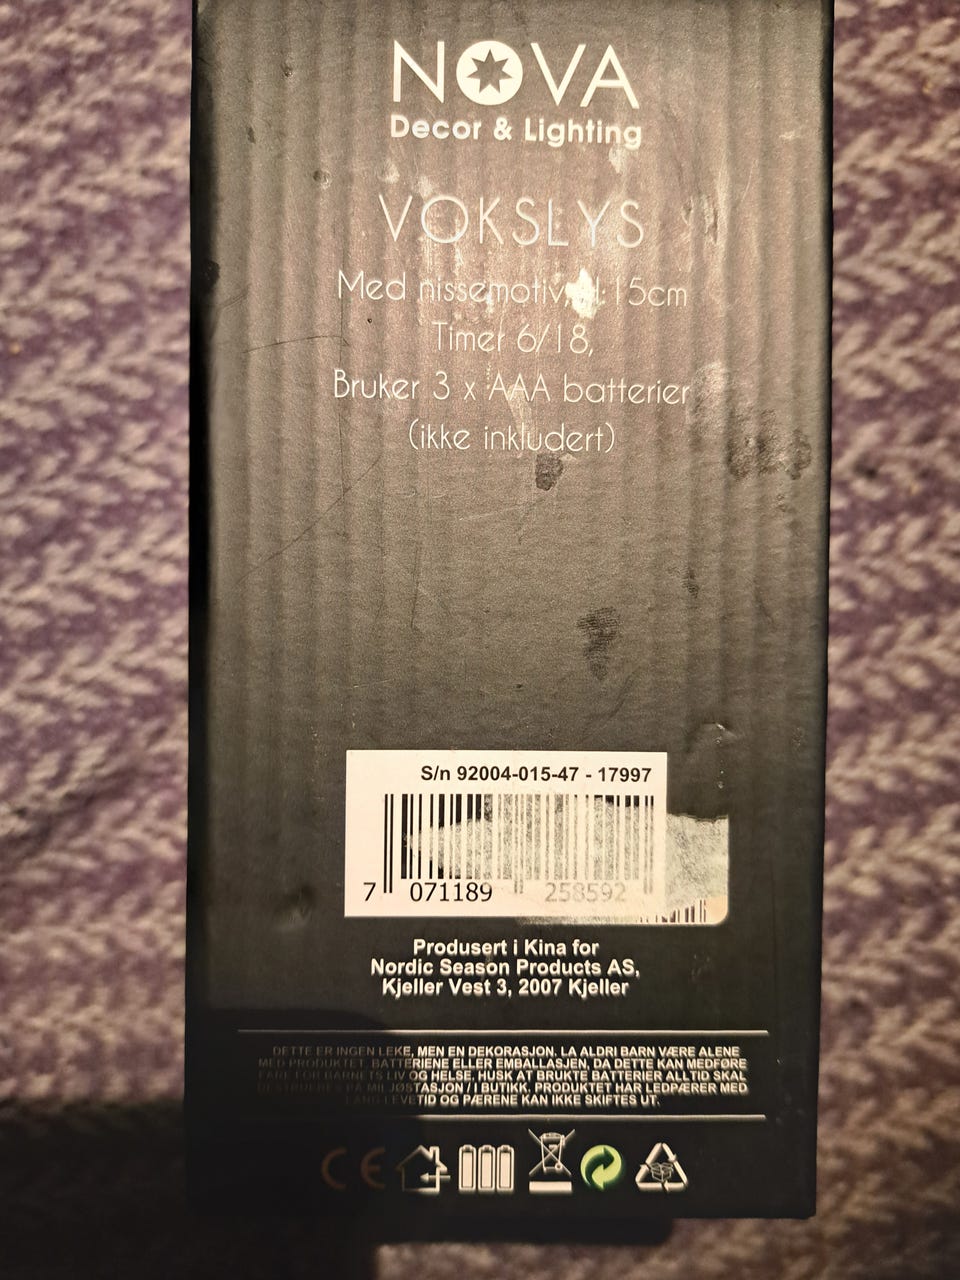 NOVA
Decor & Lighting
VOKSLYS
Med nissemotiv, 15cm
Timer 6/18,
Bruker 3 x AAA batterier
(ikke inkludert)
S/n 92004-015-47 - 17997
7 071189 258592
Produsert i Kina for
Nordic Season Products AS,
Kjeller Vest 3, 2007 Kjeller
DETTE ER INGEN LEKE, MEN EN DEKORASJON. LA ALDRI BARN VÆRE ALENE
MED PRODUKTET, BATTERIENE ELLER EMBALLASJEN, DA DETTE KAN MEDFØRE
FARE FOR BARNETS LIV OG HELSE. HUSK AT BRUKTE BATTERIER ALLTID SKAL
PÅ MILJØSTASJON / I BUTIKK. PRODUKTET HAR LEDPÆRER MED
LANG LEVETID OG PÆRENE KAN IKKE SKIFTES UT.
CE